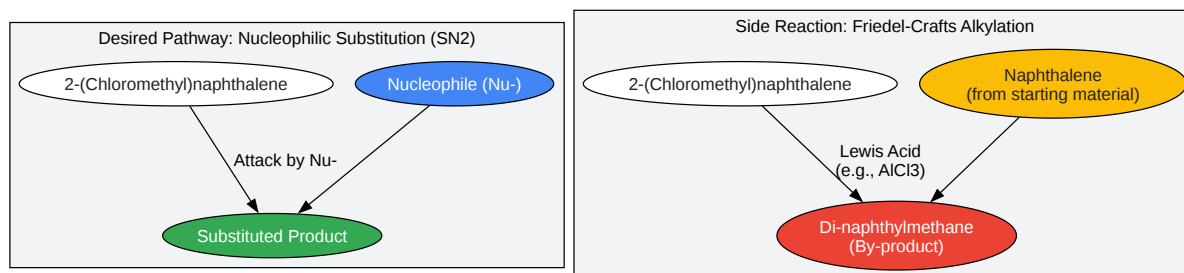 Desired Pathway: Nucleophilic Substitution (SN2)
2-(Chloromethyl)naphthalene
Nucleophile (Nu-)
Attack by Nu-
Substituted Product
Side Reaction: Friedel-Crafts Alkylation
2-(Chloromethyl)naphthalene
Naphthalene
(from starting material)
Lewis Acid
(e.g., AlCl3)
Di-naphthylmethane
(By-product)